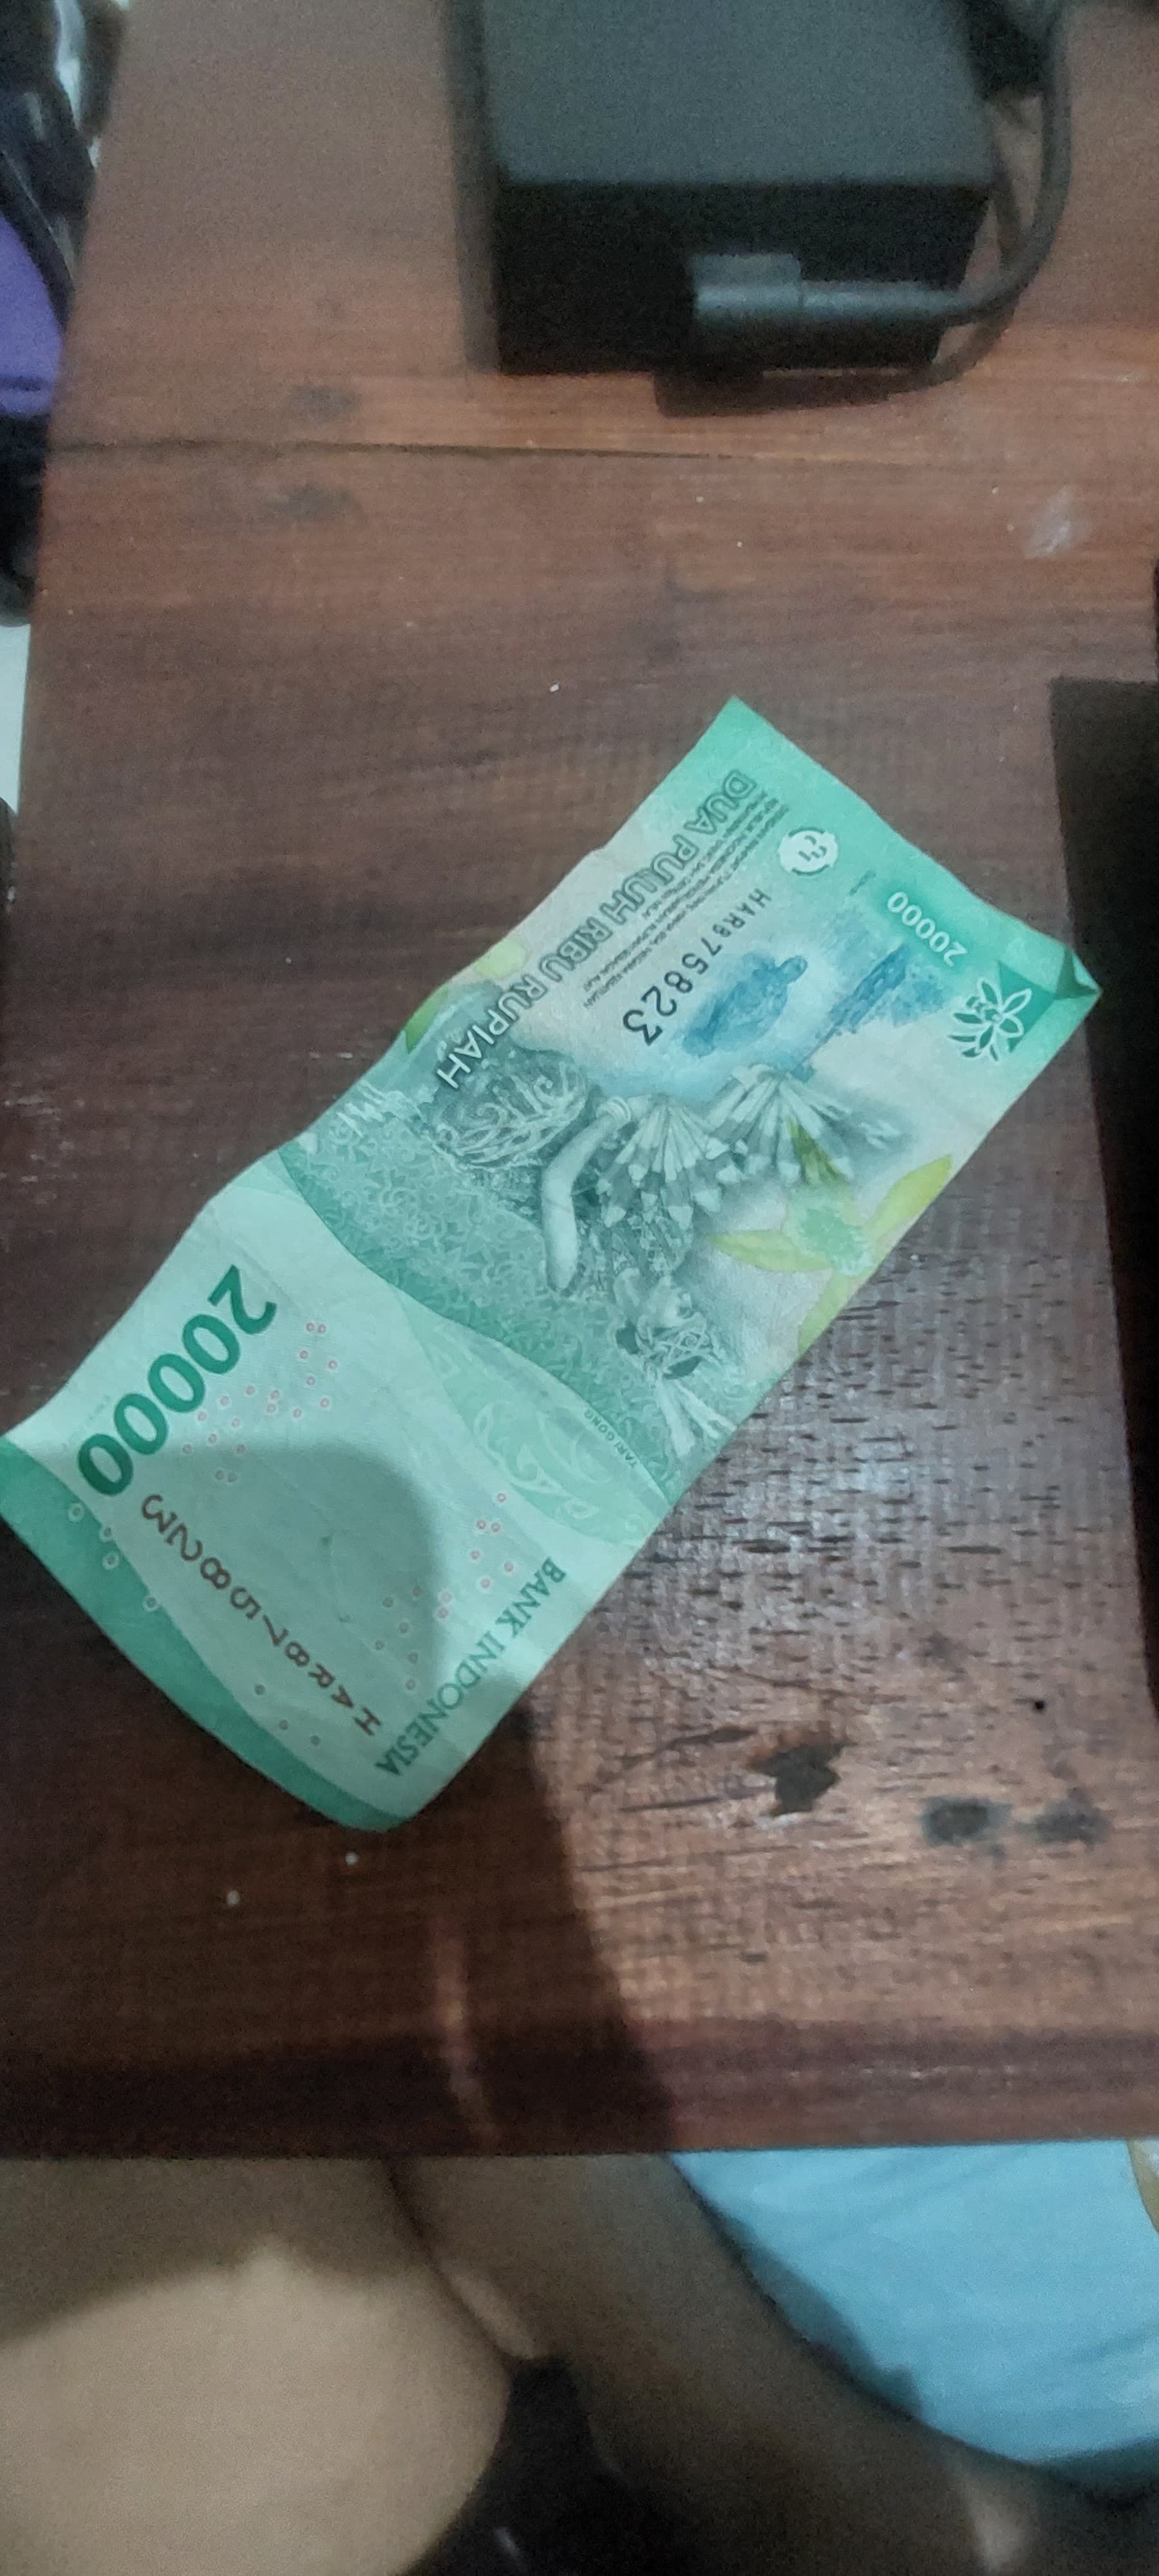 20000
DUA PULUH RIBU RUPIAH
HAR875823
20000
HAR875823
TARI GONG
BANK INDONESIA